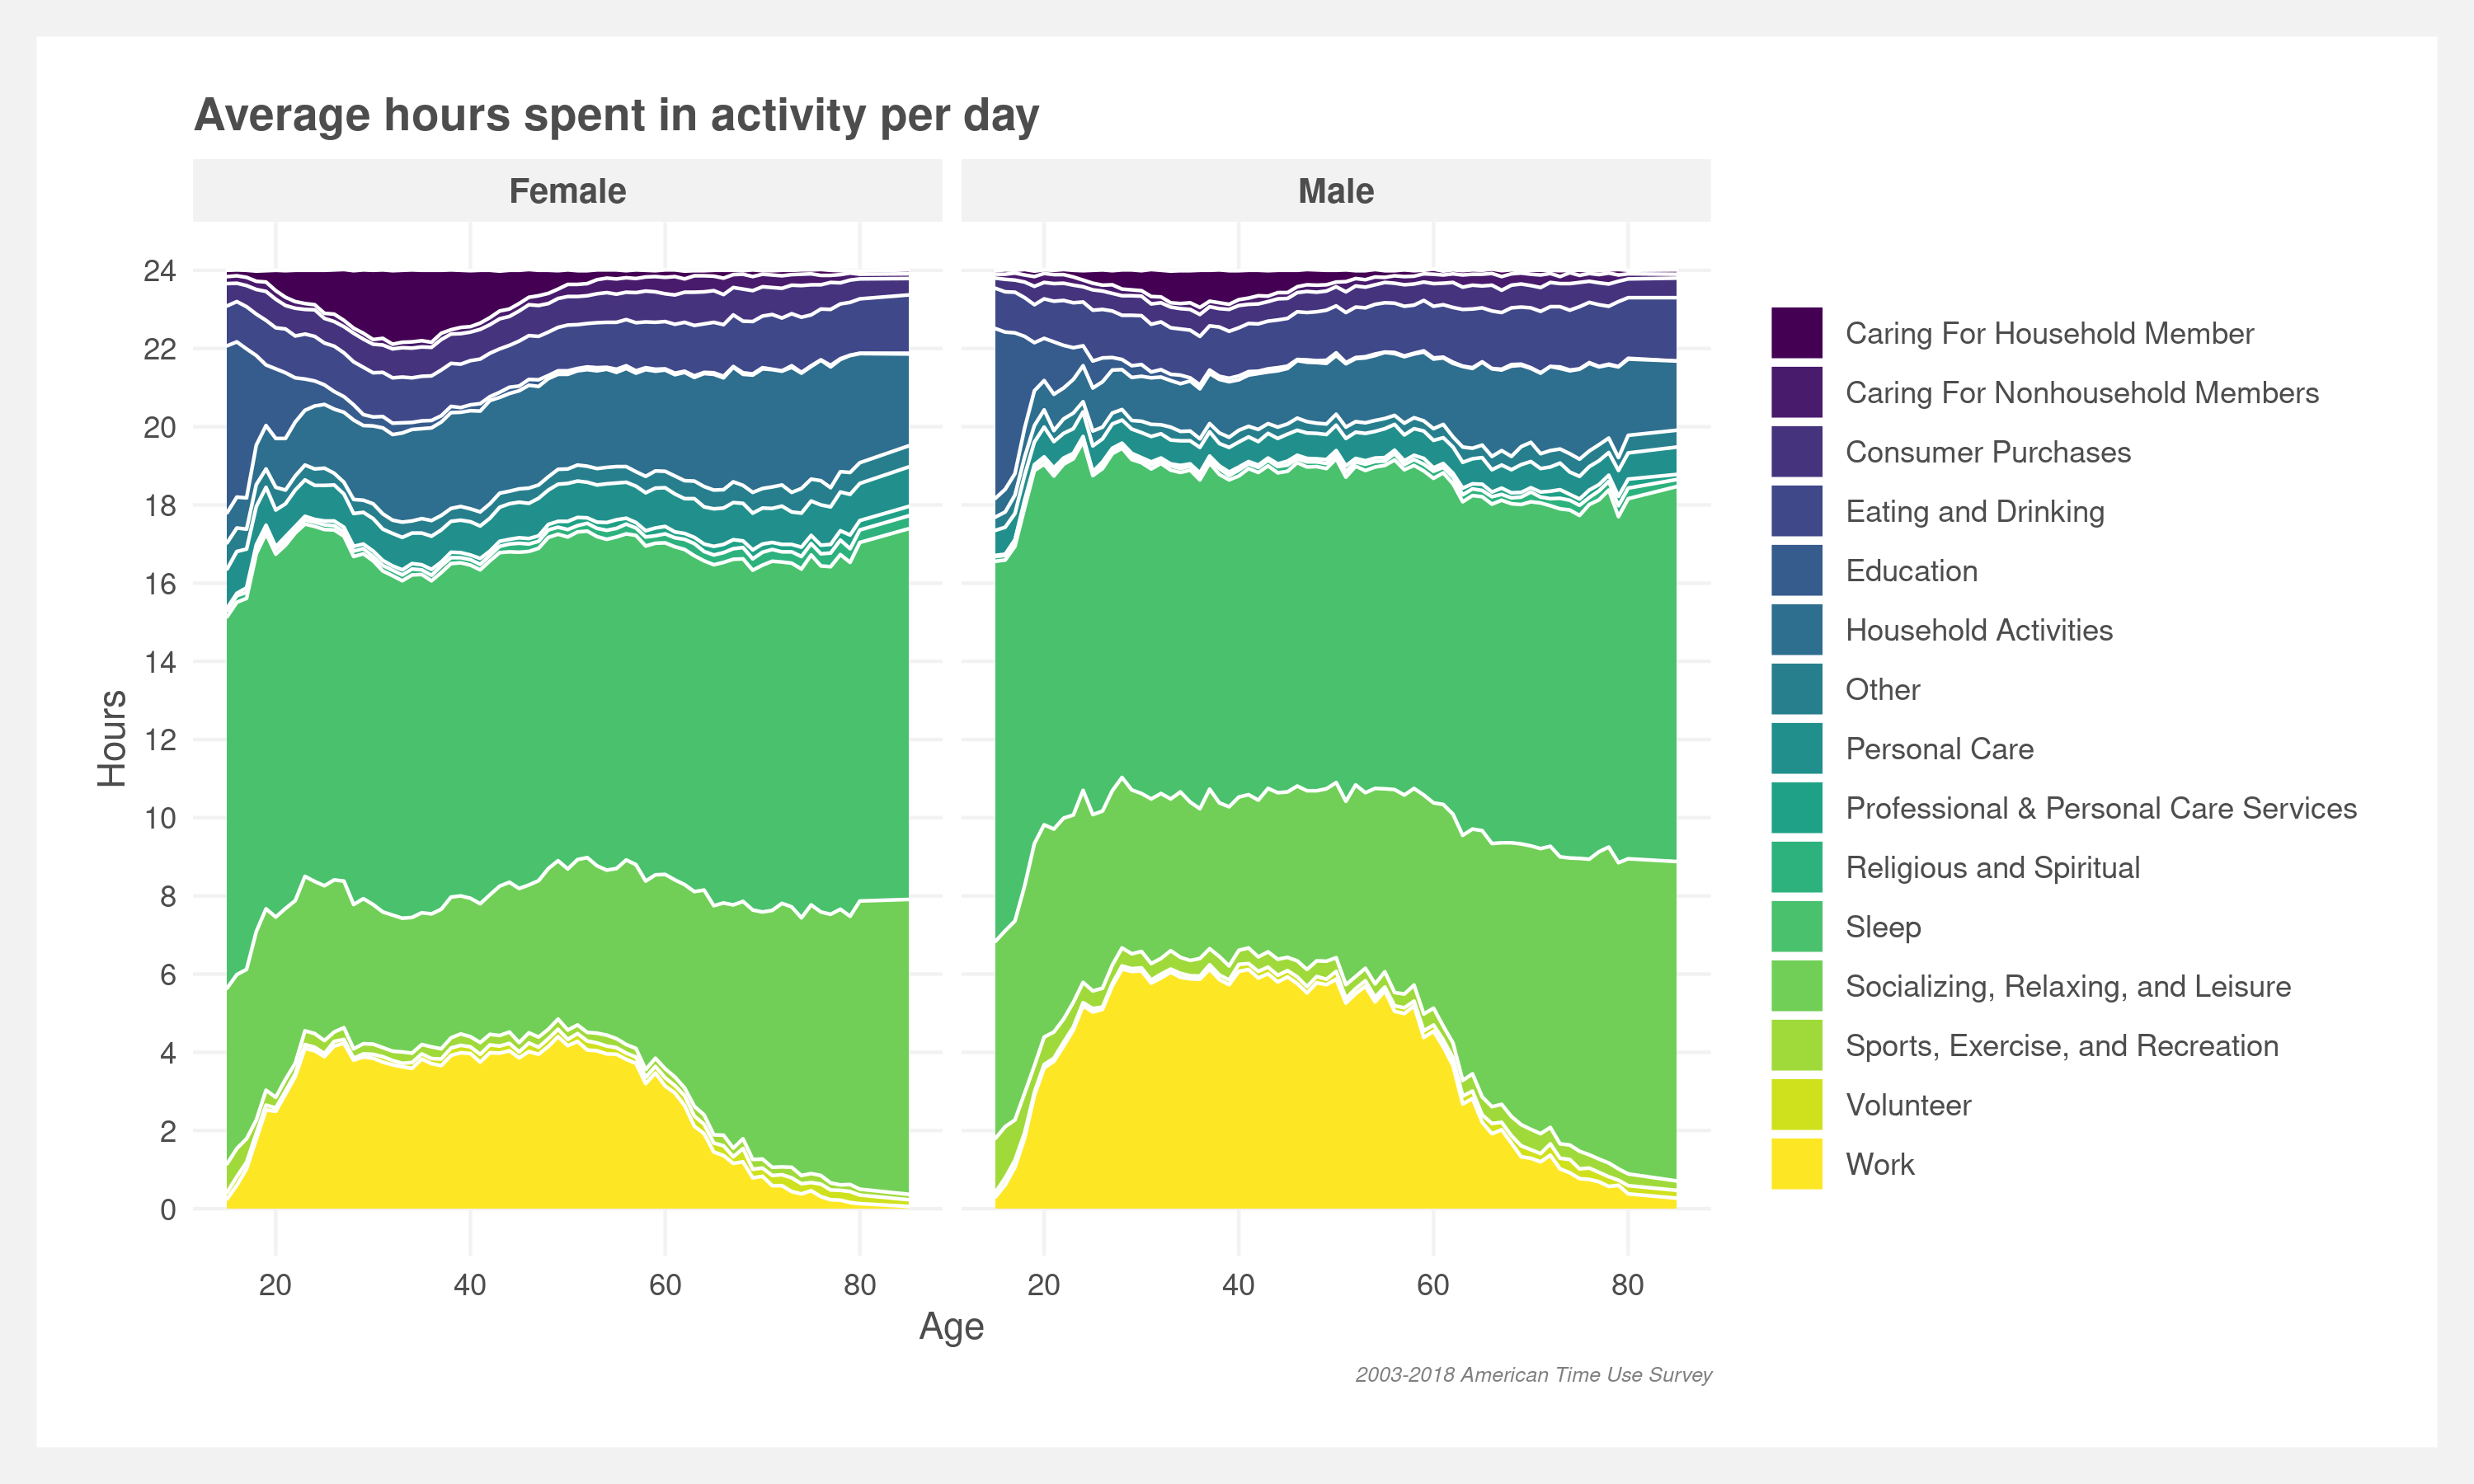 Average hours spent in activity per day
Female
Male
24
22
20
18
16
14
12
10
8
6
4
2
0
Hours
20 40 60 80
20 40 60 80
Age
Caring For Household Member
Caring For Nonhousehold Members
Consumer Purchases
Eating and Drinking
Education
Household Activities
Other
Personal Care
Professional & Personal Care Services
Religious and Spiritual
Sleep
Socializing, Relaxing, and Leisure
Sports, Exercise, and Recreation
Volunteer
Work
2003-2018 American Time Use Survey